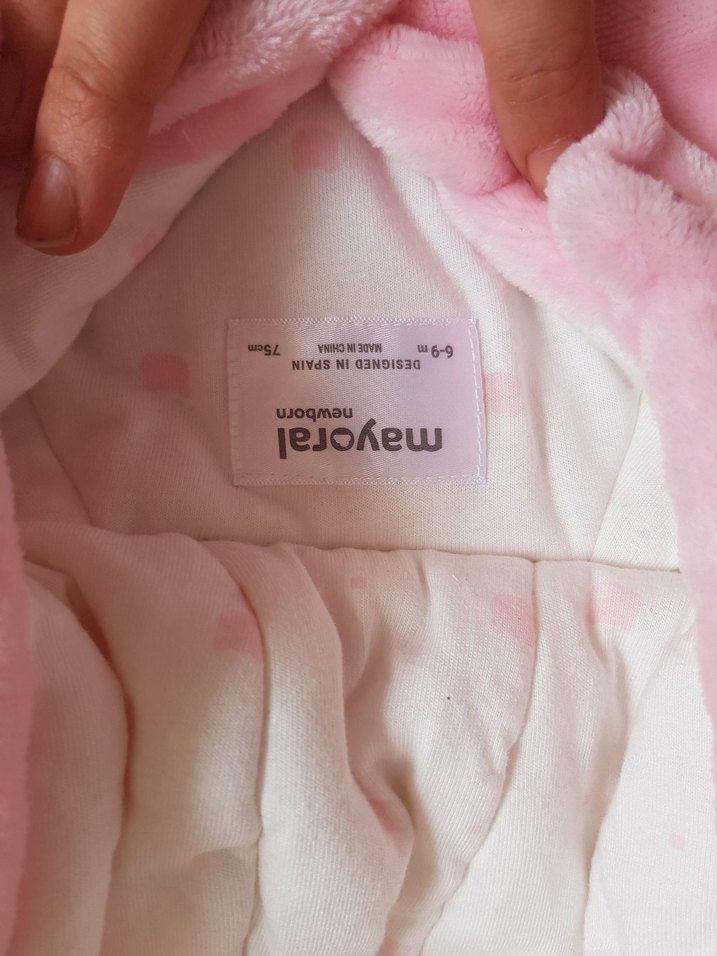 mayoral
newborn
DESIGNED IN SPAIN
MADE IN CHINA
6-9 m 75cm